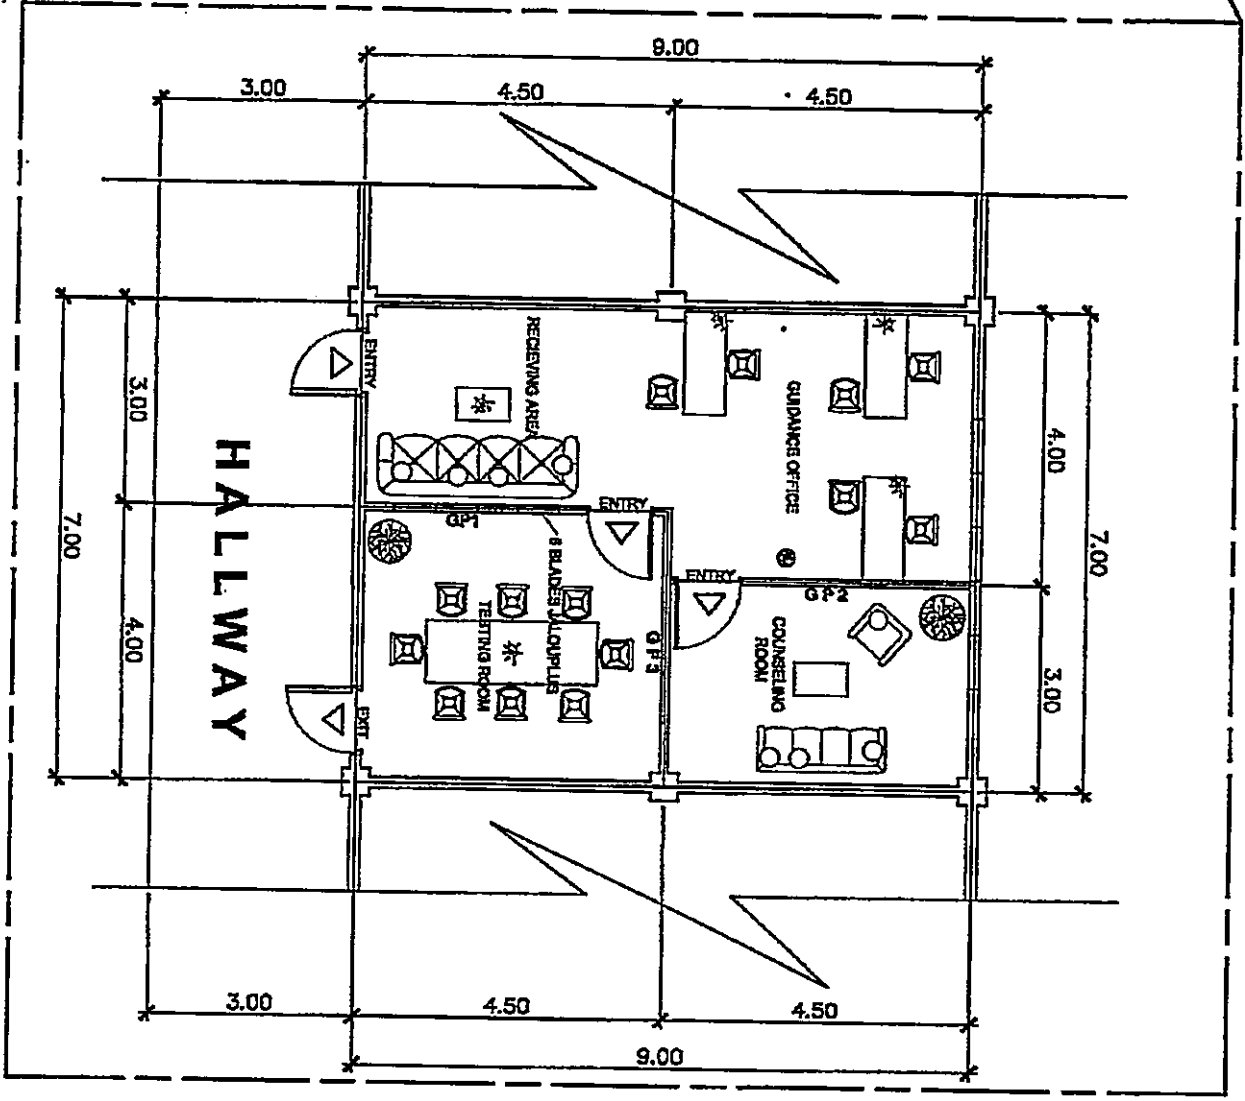 9.00
3.00
4.50
4.50
ENTRY
RECIEVING AREA
GUIDANCE OFFICE
3.00
4.00
7.00
HALLWAY
ENTRY
GP1
ENTRY
GP2
7.00
4.00
6 BLADES JALOUPLUS
TESTING ROOM
GP3
COUNSELING
ROOM
3.00
EXIT
3.00
4.50
4.50
9.00